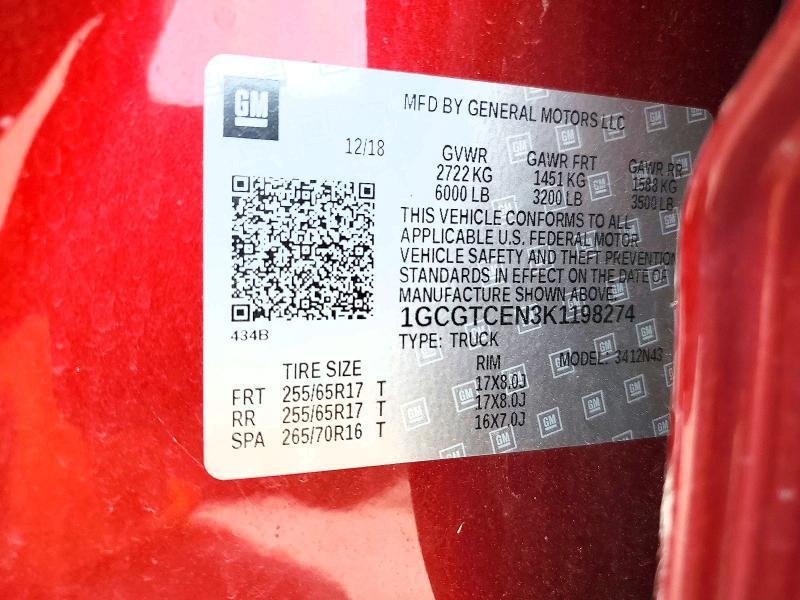 GM
MFD BY GENERAL MOTORS LLC
12/18
GVWR GAWR FRT GAWR RR
2722 KG 1451 KG 1588 KG
6000 LB 3200 LB 3500 LB
THIS VEHICLE CONFORMS TO ALL
APPLICABLE U.S. FEDERAL MOTOR
VEHICLE SAFETY AND THEFT PREVENTION
STANDARDS IN EFFECT ON THE DATE OF
MANUFACTURE SHOWN ABOVE.
1GCGTCEN3K1198274
434B
TYPE: TRUCK MODEL: 3412N43
TIRE SIZE RIM
FRT 255/65R17 T 17X8.0J
RR 255/65R17 T 17X8.0J
SPA 265/70R16 T 16X7.0J